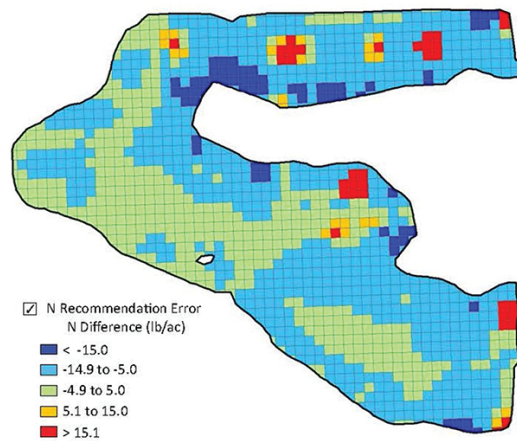 N Recommendation Error
N Difference (lb/ac)
< -15.0
-14.9 to -5.0
-4.9 to 5.0
5.1 to 15.0
> 15.1